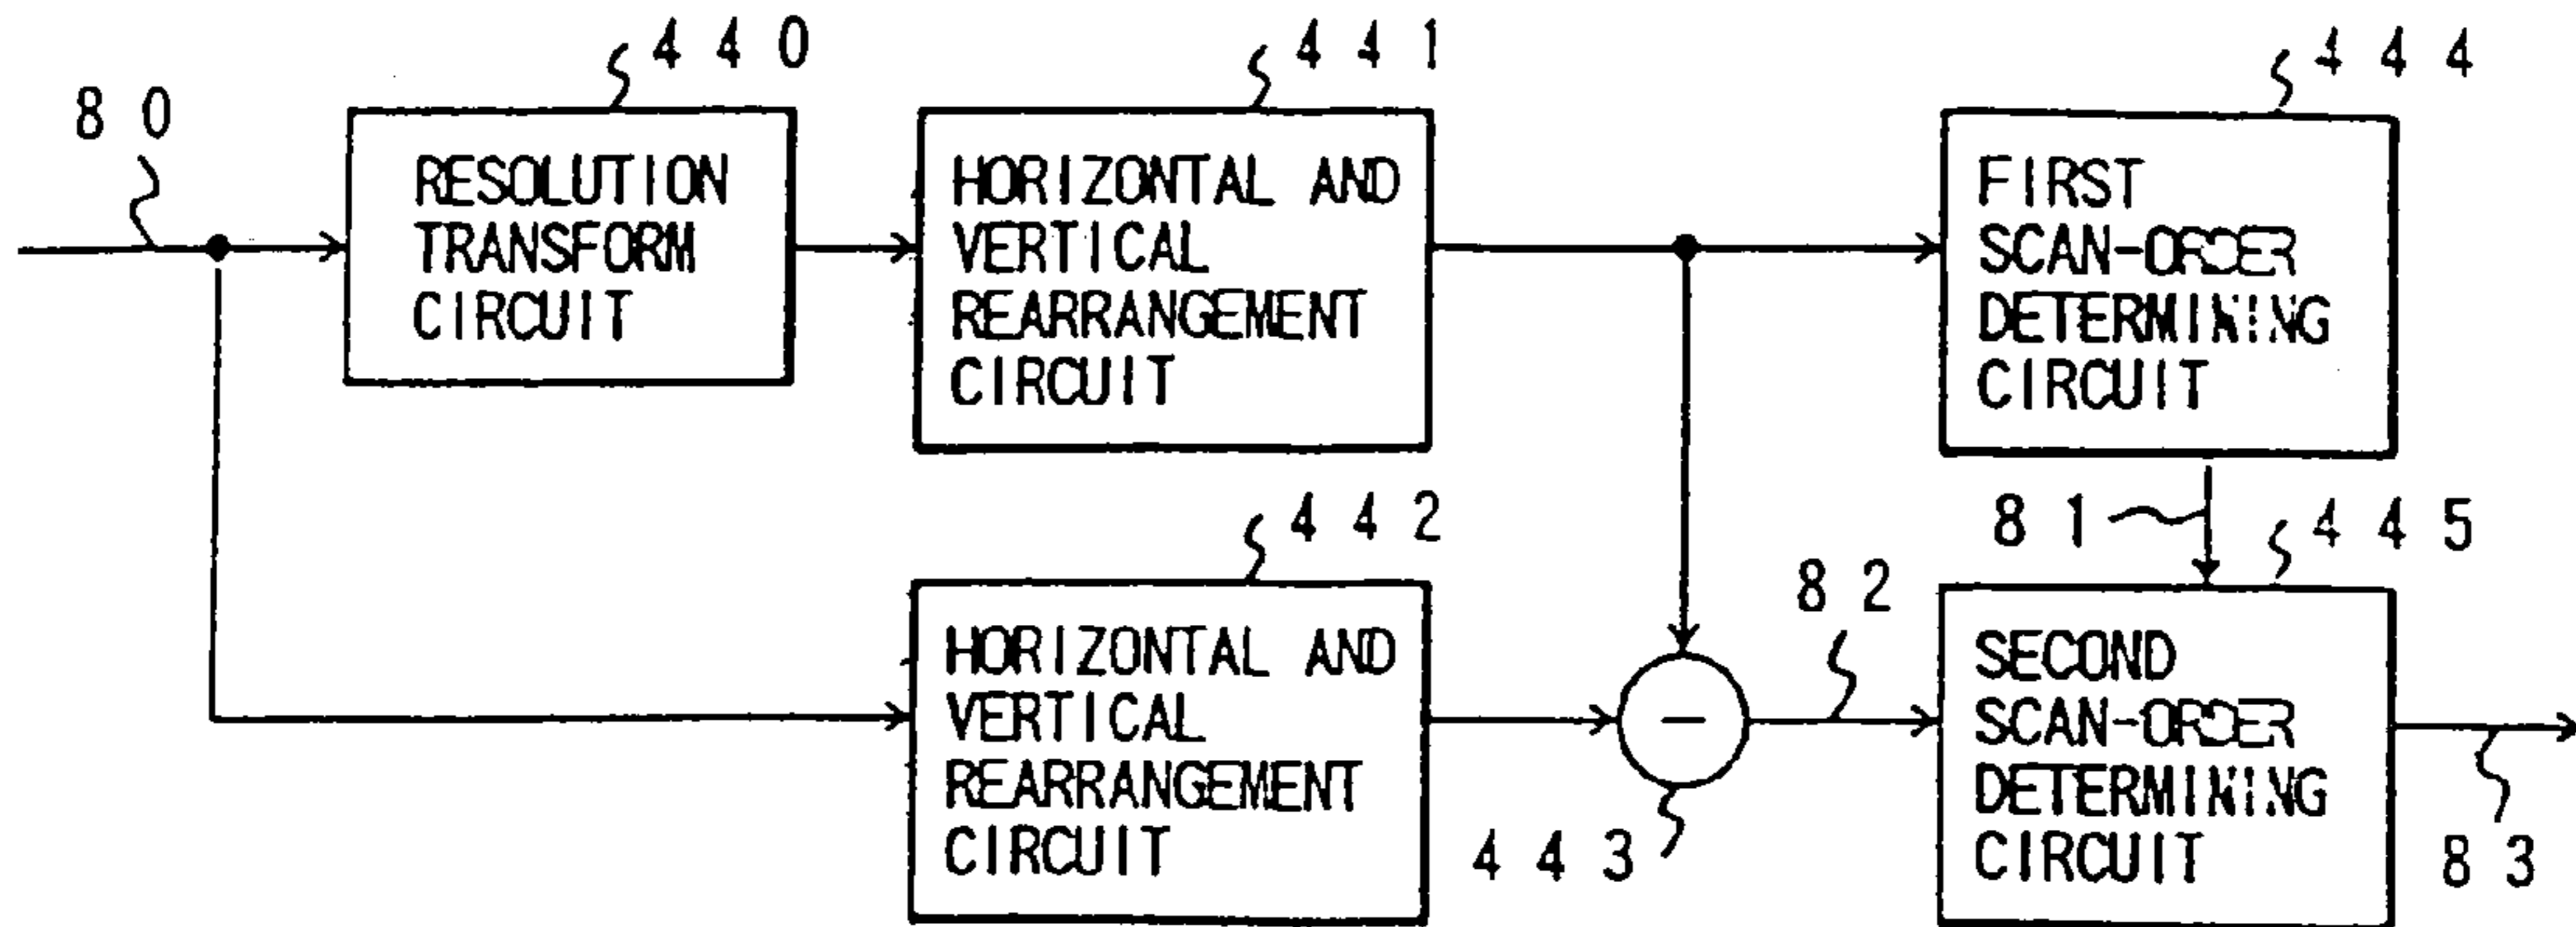 80
440
RESOLUTION
TRANSFORM
CIRCUIT
441
HORIZONTAL AND
VERTICAL
REARRANGEMENT
CIRCUIT
444
FIRST
SCAN-ORDER
DETERMINING
CIRCUIT
81
442
HORIZONTAL AND
VERTICAL
REARRANGEMENT
CIRCUIT
−
443
82
445
SECOND
SCAN-ORDER
DETERMINING
CIRCUIT
83